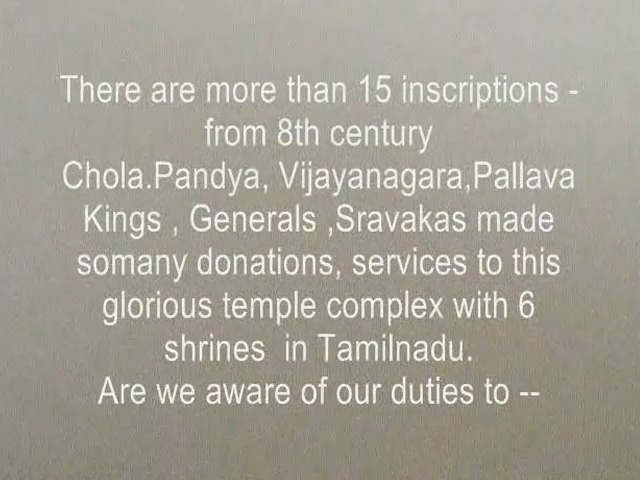 There are more than 15 inscriptions -
from 8th century
Chola.Pandya, Vijayanagara,Pallava
Kings , Generals ,Sravakas made
somany donations, services to this
glorious temple complex with 6
shrines  in Tamilnadu.
Are we aware of our duties to --